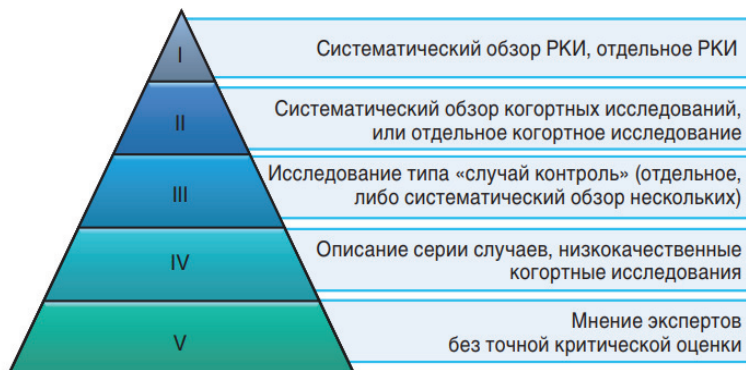 I
Систематический обзор РКИ, отдельное РКИ
II
Систематический обзор когортных исследований,
или отдельное когортное исследование
III
Исследование типа «случай контроль» (отдельное,
либо систематический обзор нескольких)
IV
Описание серии случаев, низкокачественные
когортные исследования
V
Мнение экспертов
без точной критической оценки